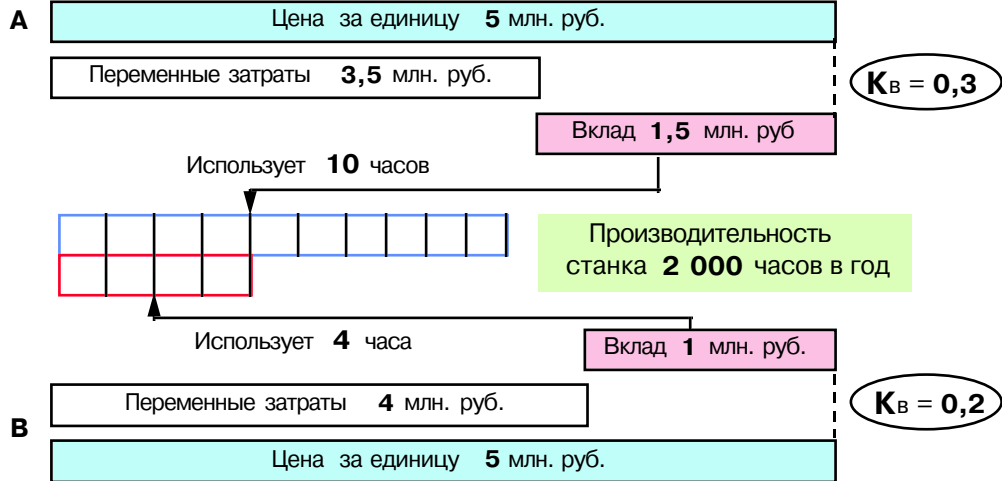 А
Цена за единицу 5 млн. руб.
Переменные затраты 3,5 млн. руб.
Кв = 0,3
Вклад 1,5 млн. руб
Использует 10 часов
Производительность
станка 2 000 часов в год
Использует 4 часа
Вклад 1 млн. руб.
Переменные затраты 4 млн. руб.
Кв = 0,2
В
Цена за единицу 5 млн. руб.